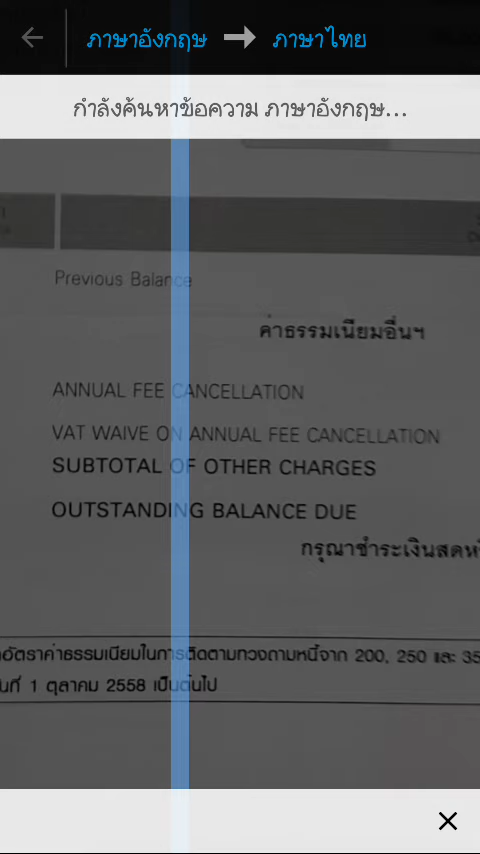 ภาษาอังกฤษ → ภาษาไทย
กำลังค้นหาข้อความ ภาษาอังกฤษ...
Previous Balance
ค่าธรรมเนียมอื่นๆ
ANNUAL FEE CANCELLATION
VAT WAIVE ON ANNUAL FEE CANCELLATION
SUBTOTAL OF OTHER CHARGES
OUTSTANDING BALANCE DUE
กรุณาชำระเงินสด
อัตราค่าธรรมเนียมในการติดตามทวงถามหนี้จาก 200, 250 และ
ที่ 1 ตุลาคม 2558 เป็นต้นไป